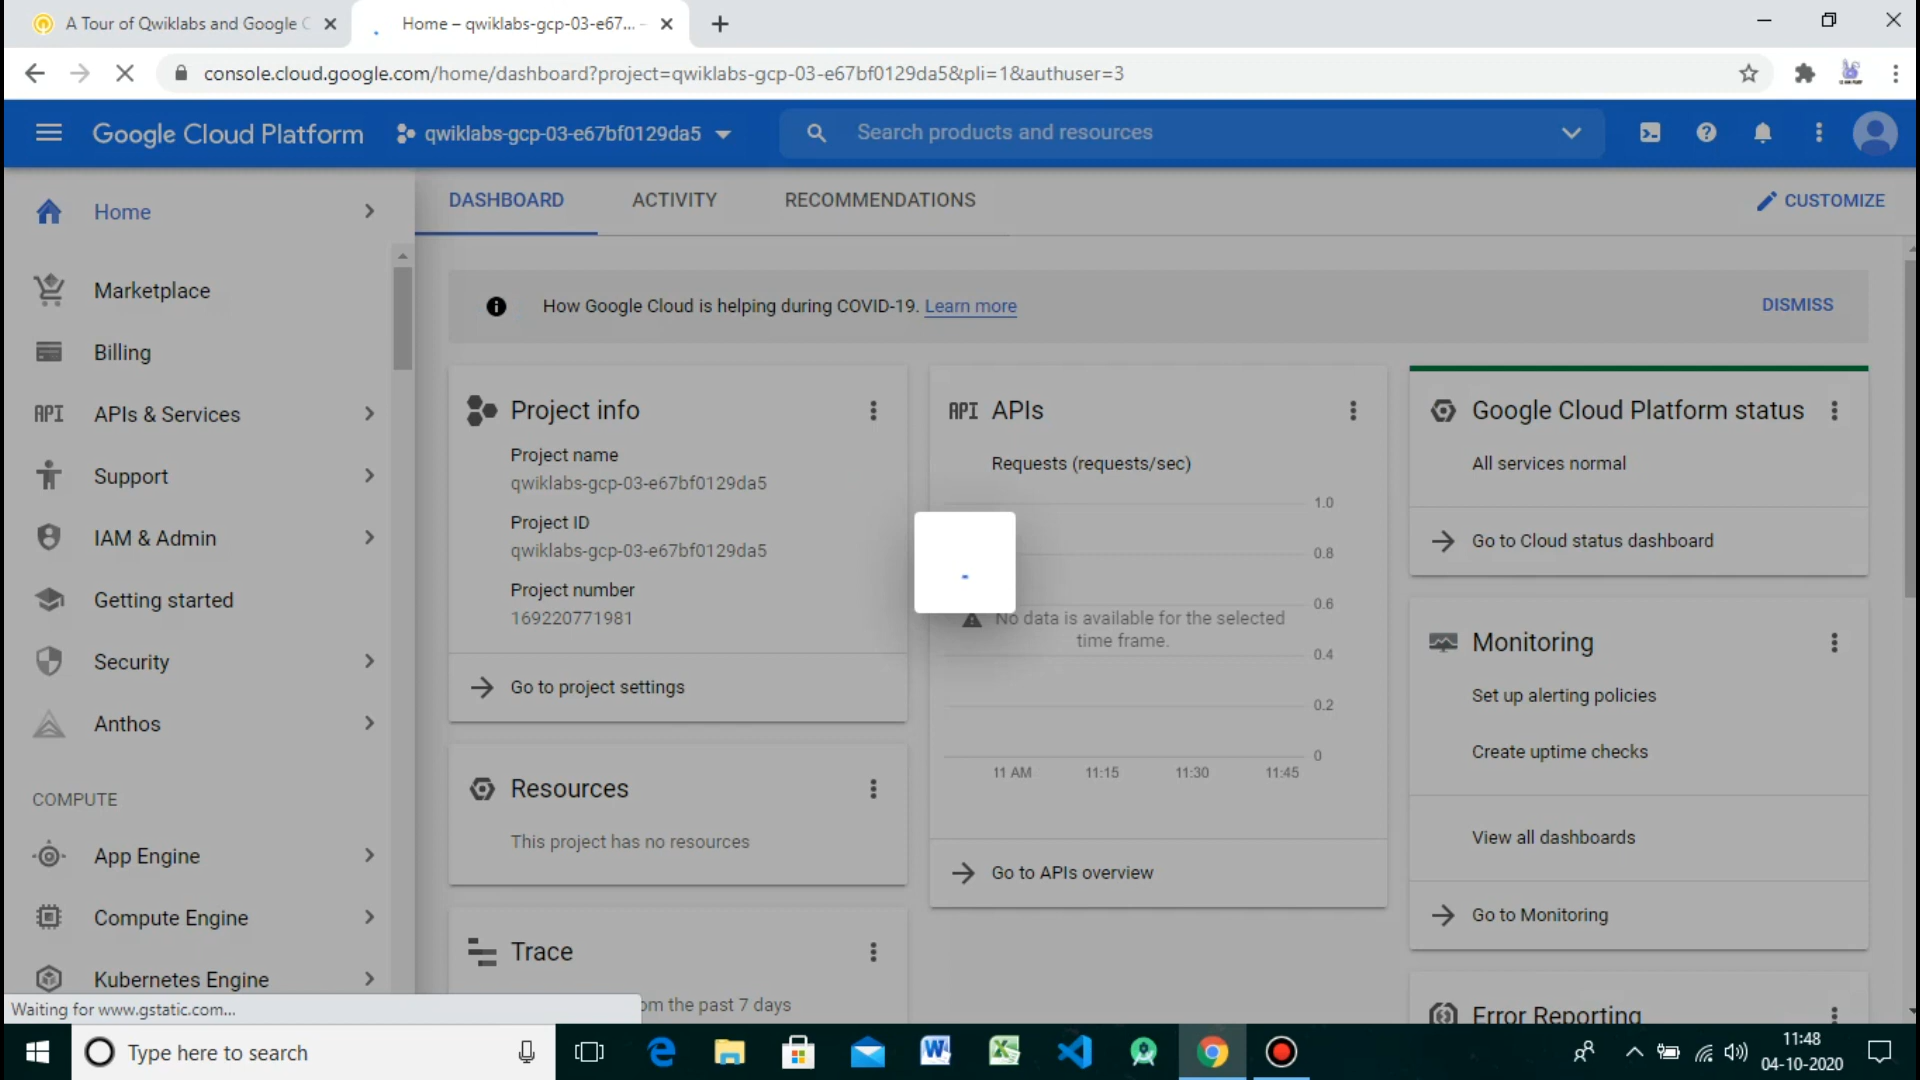 A Tour of Qwiklabs and Google C
Home – qwiklabs-gcp-03-e67... –
console.cloud.google.com/home/dashboard?project=qwiklabs-gcp-03-e67bf0129da5&pli=1&authuser=3
Google Cloud Platform
qwiklabs-gcp-03-e67bf0129da5
Search products and resources
Home
Marketplace
Billing
API
APIs & Services
Support
IAM & Admin
Getting started
Security
Anthos
COMPUTE
App Engine
Compute Engine
Kubernetes Engine
Waiting for www.gstatic.com...
DASHBOARD
ACTIVITY
RECOMMENDATIONS
CUSTOMIZE
How Google Cloud is helping during COVID-19. Learn more
DISMISS
Project info
Project name
qwiklabs-gcp-03-e67bf0129da5
Project ID
qwiklabs-gcp-03-e67bf0129da5
Project number
169220771981
Go to project settings
Resources
This project has no resources
Trace
om the past 7 days
API
APIs
Requests (requests/sec)
1.0
0.8
0.6
No data is available for the selected
time frame.
0.4
0.2
0
11 AM
11:15
11:30
11:45
Go to APIs overview
Google Cloud Platform status
All services normal
Go to Cloud status dashboard
Monitoring
Set up alerting policies
Create uptime checks
View all dashboards
Go to Monitoring
Error Reporting
Type here to search
11:48
04-10-2020